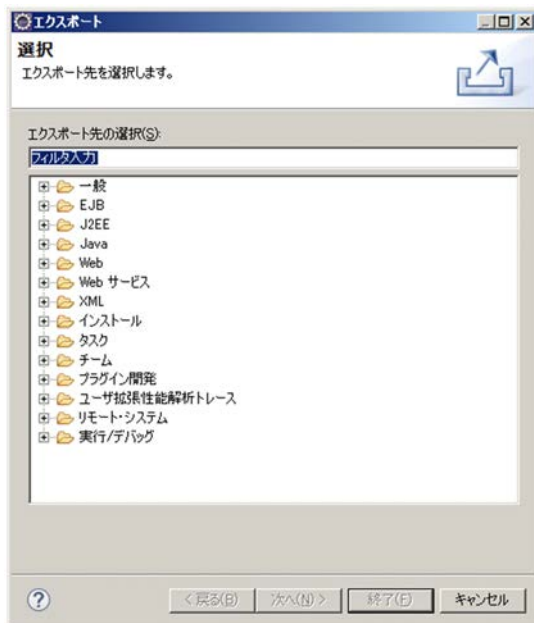 エクスポート
選択
エクスポート先を選択します。
エクスポート先の選択(S):
フィルタ入力
一般
EJB
J2EE
Java
Web
Web サービス
XML
インストール
タスク
チーム
プラグイン開発
ユーザ拡張性能解析トレース
リモート・システム
実行/デバッグ
? < 戻る(B) 次へ(N) > 終了(F) キャンセル